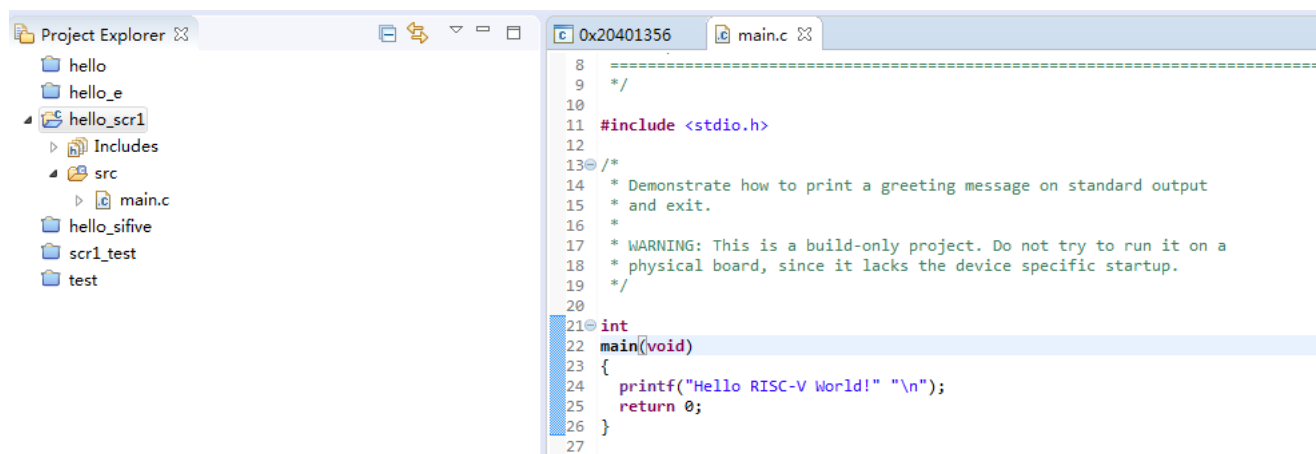 Project Explorer
hello
hello_e
hello_scr1
Includes
src
main.c
hello_sifive
scr1_test
test
0x20401356
main.c
8 =============================================================================
9 */
10
11 #include <stdio.h>
12
13 /*
14  * Demonstrate how to print a greeting message on standard output
15  * and exit.
16  *
17  * WARNING: This is a build-only project. Do not try to run it on a
18  * physical board, since it lacks the device specific startup.
19  */
20
21 int
22 main(void)
23 {
24   printf("Hello RISC-V World!" "\n");
25   return 0;
26 }
27